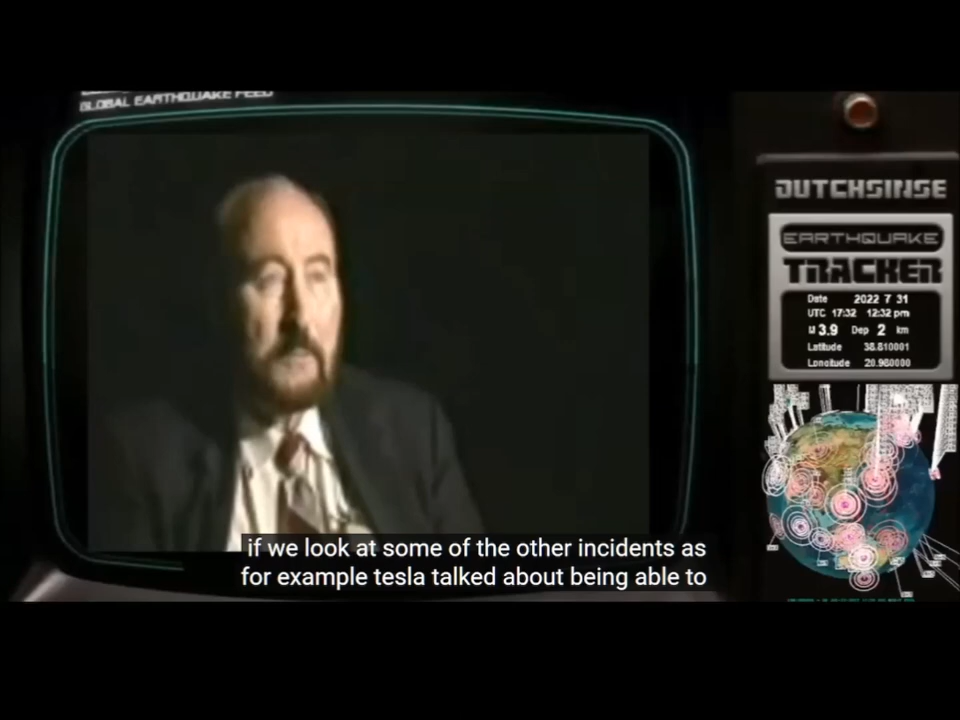 GLOBAL EARTHQUAKE FEED
DUTCHSINSE
EARTHQUAKE
TRACKER
Date 2022 7 31
UTC 17:32 12:32 pm
M 3.9 Dep 2 km
Latitude 38.810001
Longitude 20.980000
if we look at some of the other incidents as
for example tesla talked about being able to